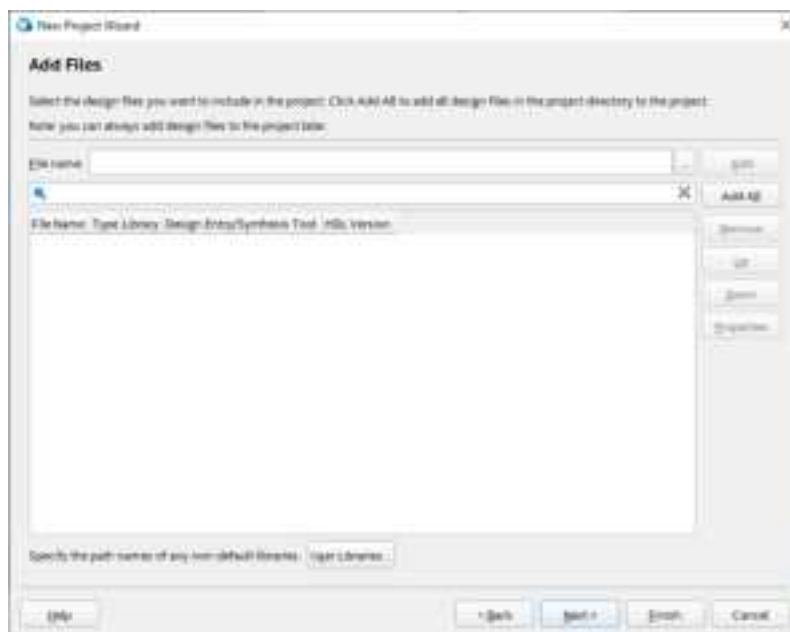 New Project Wizard
Add Files
Select the design files you want to include in the project. Click Add All to add all design files in the project directory to the project.
Note: you can always add design files to the project later.
File name:
...
Add
Add All
File Name Type Library Design Entry/Synthesis Tool HDL Version
Remove
Up
Down
Properties
Specify the path names of any non-default libraries. User Libraries...
Help
< Back
Next >
Finish
Cancel